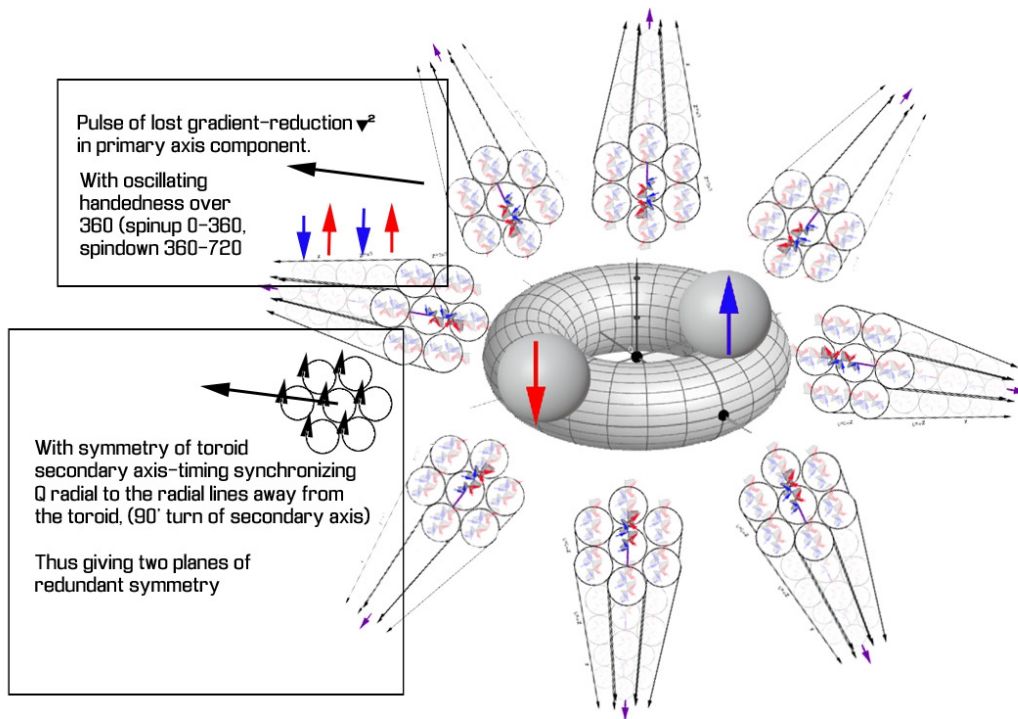 Pulse of lost gradient-reduction ▼²
in primary axis component.
With oscillating
handedness over
360 (spinup 0-360,
spindown 360-720
With symmetry of toroid
secondary axis-timing synchronizing
Q radial to the radial lines away from
the toroid, (90' turn of secondary axis)
Thus giving two planes of
redundant symmetry